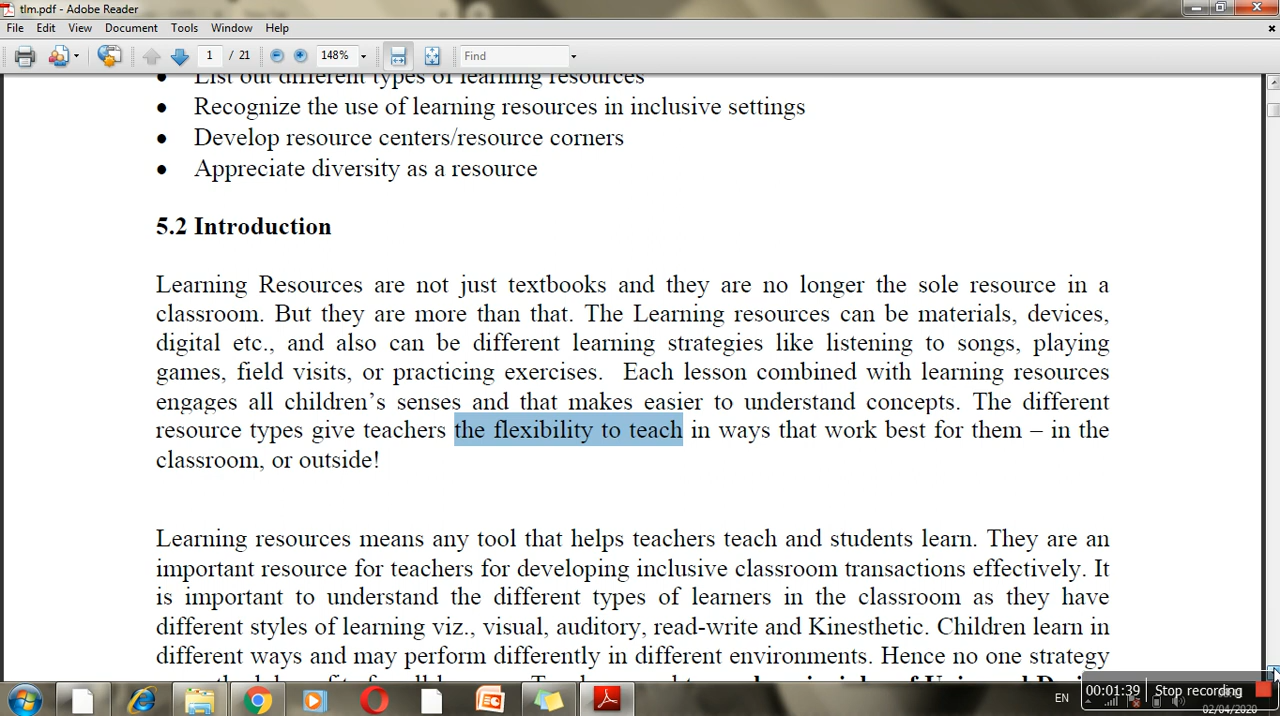 tlm.pdf - Adobe Reader
File Edit View Document Tools Window Help
1 / 21 148% Find
• List out different types of learning resources
• Recognize the use of learning resources in inclusive settings
• Develop resource centers/resource corners
• Appreciate diversity as a resource
5.2 Introduction
Learning Resources are not just textbooks and they are no longer the sole resource in a
classroom. But they are more than that. The Learning resources can be materials, devices,
digital etc., and also can be different learning strategies like listening to songs, playing
games, field visits, or practicing exercises. Each lesson combined with learning resources
engages all children's senses and that makes easier to understand concepts. The different
resource types give teachers the flexibility to teach in ways that work best for them – in the
classroom, or outside!
Learning resources means any tool that helps teachers teach and students learn. They are an
important resource for teachers for developing inclusive classroom transactions effectively. It
is important to understand the different types of learners in the classroom as they have
different styles of learning viz., visual, auditory, read-write and Kinesthetic. Children learn in
different ways and may perform differently in different environments. Hence no one strategy
EN 00:01:39 Stop recording
02/04/2020